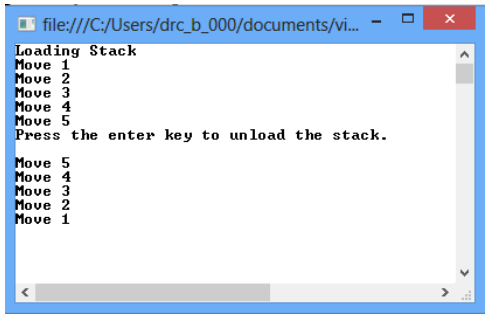 file:///C:/Users/drc_b_000/documents/vi...
Loading Stack
Move 1
Move 2
Move 3
Move 4
Move 5
Press the enter key to unload the stack.
Move 5
Move 4
Move 3
Move 2
Move 1